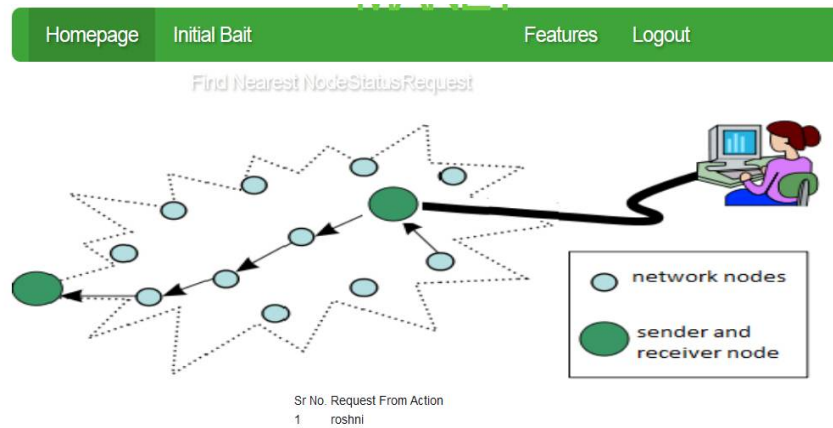 Homepage Initial Bait Features Logout
Find Nearest NodeStatusRequest
network nodes
sender and
receiver node
Sr No. Request From Action
1 roshni